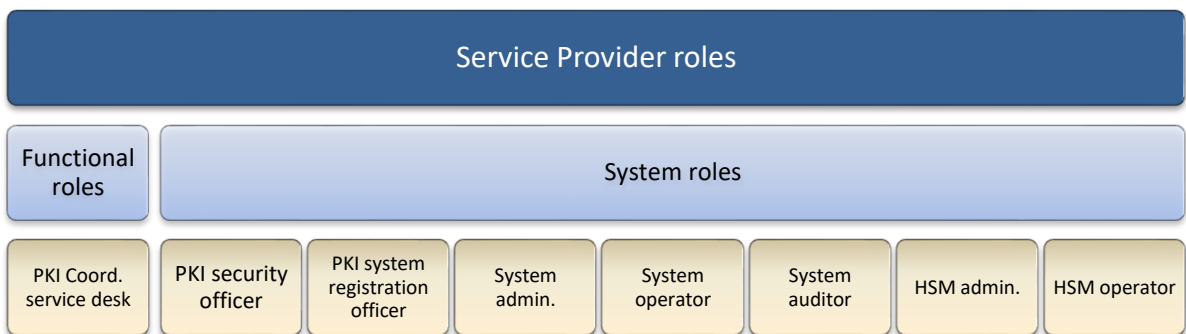 Service Provider roles
Functional
roles
System roles
PKI Coord.
service desk
PKI security
officer
PKI system
registration
officer
System
admin.
System
operator
System
auditor
HSM admin.
HSM operator